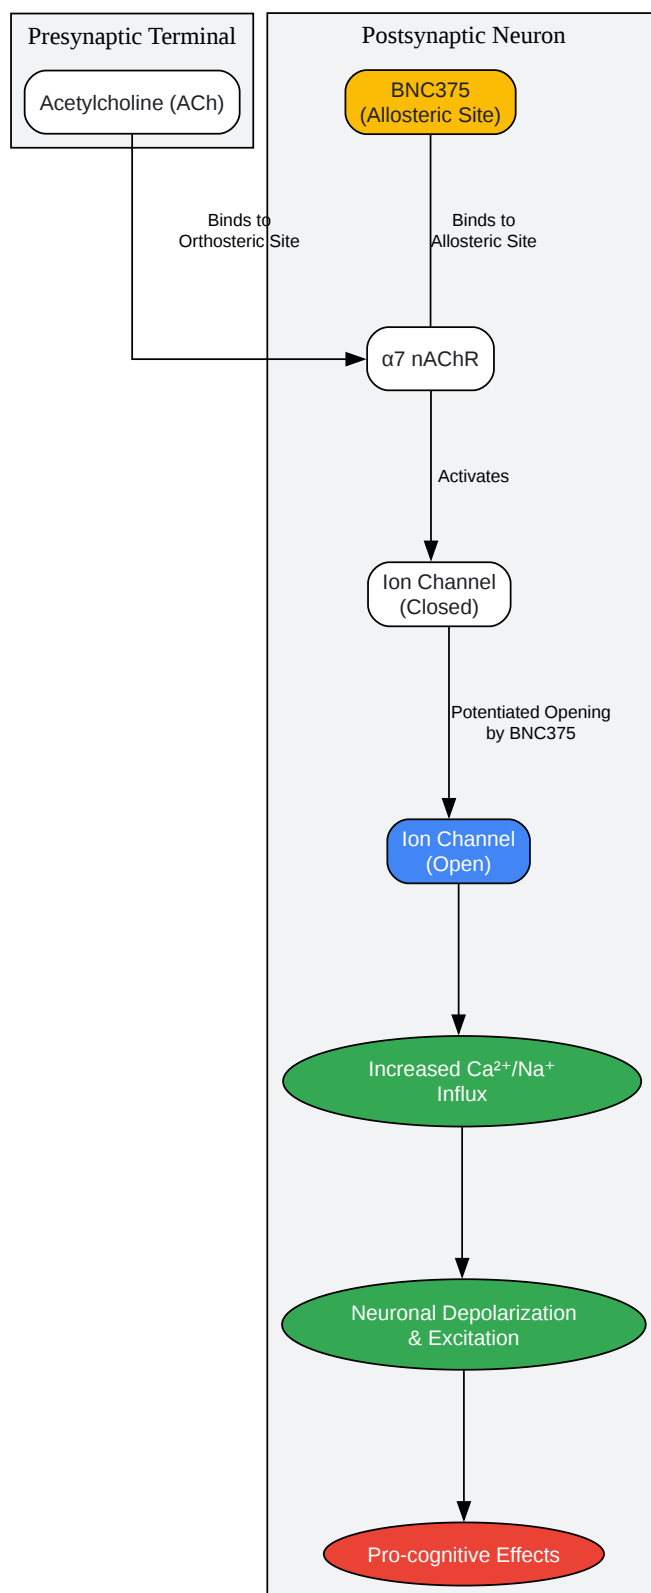 Presynaptic Terminal
Postsynaptic Neuron
Acetylcholine (ACh)
BNC375
(Allosteric Site)
Binds to
Orthosteric Site
Binds to
Allosteric Site
α7 nAChR
Activates
Ion Channel
(Closed)
Potentiated Opening
by BNC375
Ion Channel
(Open)
Increased Ca²⁺/Na⁺
Influx
Neuronal Depolarization
& Excitation
Pro-cognitive Effects